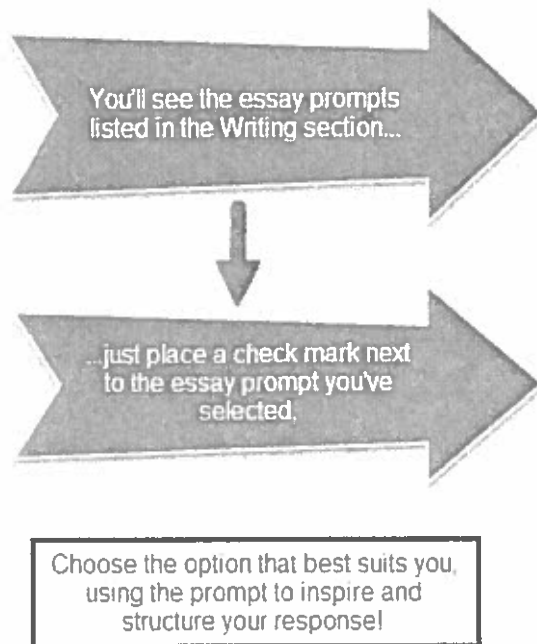 You'll see the essay prompts
listed in the Writing section...
...just place a check mark next
to the essay prompt you've
selected.
Choose the option that best suits you,
using the prompt to inspire and
structure your response!